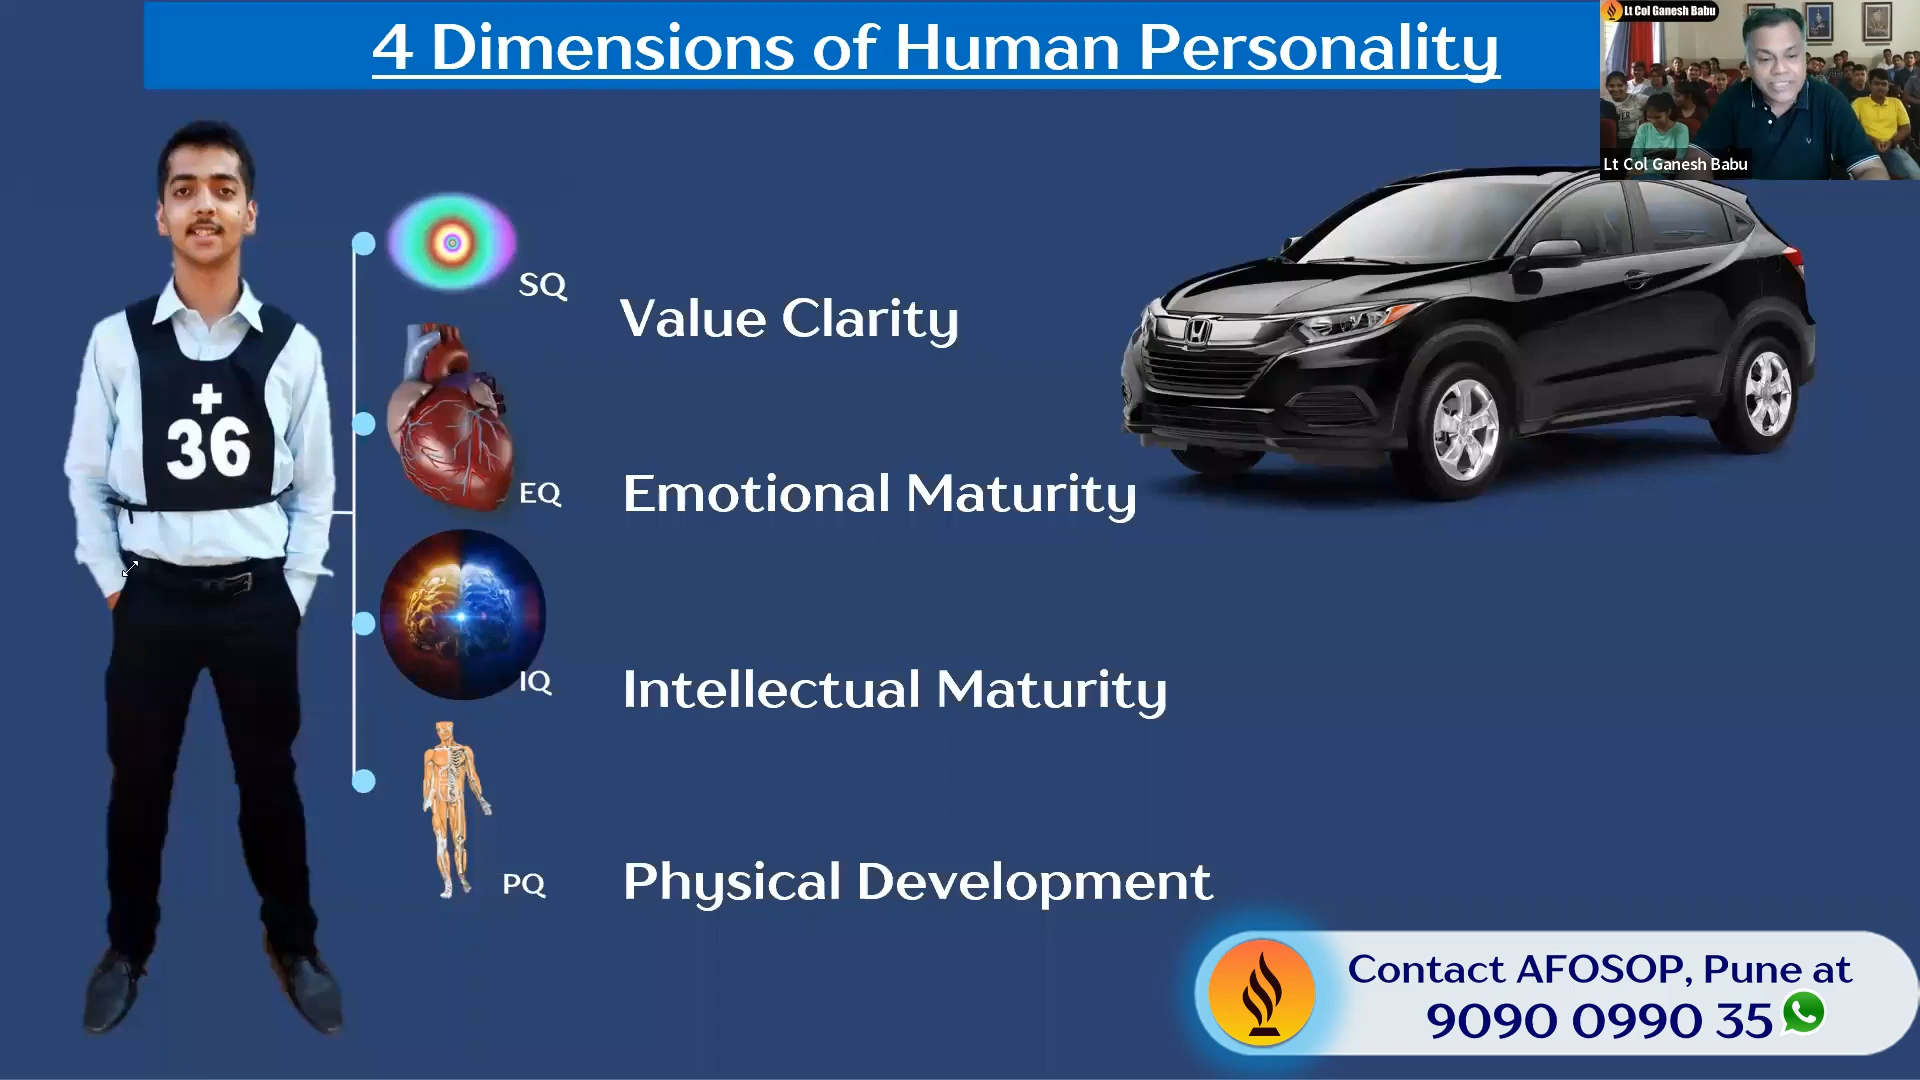 4 Dimensions of Human Personality
Lt Col Ganesh Babu
Lt Col Ganesh Babu
+
36
SQ
Value Clarity
EQ
Emotional Maturity
IQ
Intellectual Maturity
PQ
Physical Development
Contact AFOSOP, Pune at
9090 0990 35